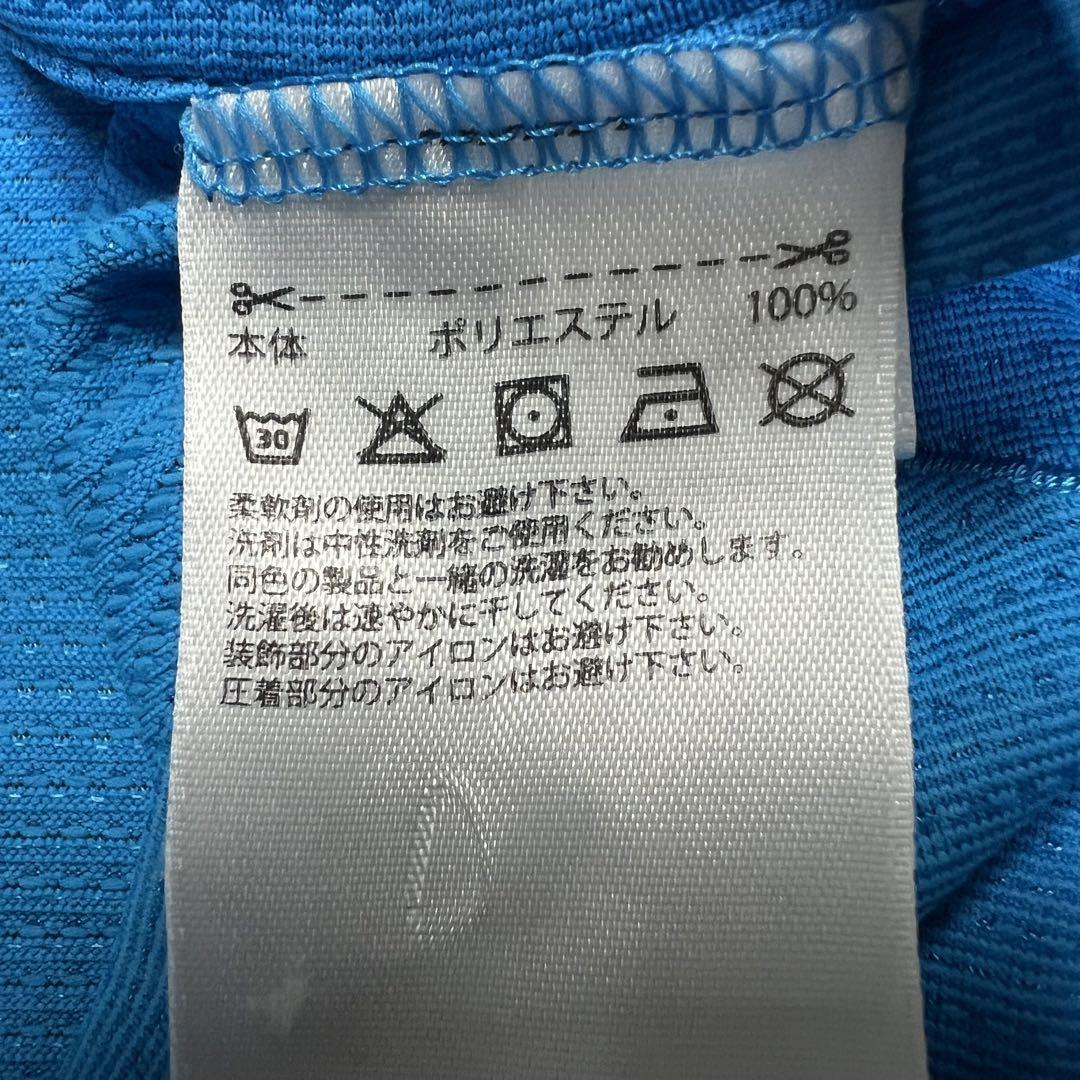 本体 ポリエステル 100%
30
柔軟剤の使用はお避け下さい。
洗剤は中性洗剤をご使用ください。
同色の製品と一緒の洗濯をお勧めします。
洗濯後は速やかに干してください。
装飾部分のアイロンはお避け下さい。
圧着部分のアイロンはお避け下さい。